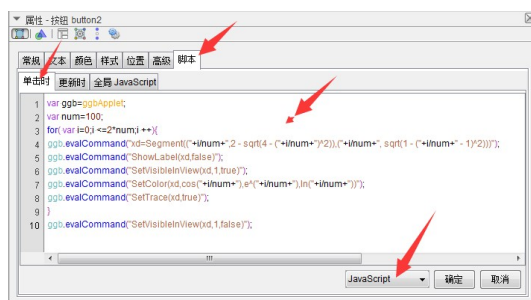 属性 - 按钮 button2
常规 文本 颜色 样式 位置 高级 脚本
单击时 更新时 全局 JavaScript
1 var ggb=ggbApplet;
2 var num=100;
3 for( var i=0;i <=2*num;i ++){
4 ggb.evalCommand("xd=Segment(("+i/num+",2 - sqrt(4 - ("+i/num+")^2)),("+i/num+", sqrt(1 - ("+i/num+" - 1)^2)))");
5 ggb.evalCommand("ShowLabel(xd,false)");
6 ggb.evalCommand("SetVisibleInView(xd,1,true)");
7 ggb.evalCommand("SetColor(xd,cos("+i/num+"),e^("+i/num+"),ln("+i/num+"))");
8 ggb.evalCommand("SetTrace(xd,true)");
9 }
10 ggb.evalCommand("SetVisibleInView(xd,1,false)");
JavaScript 确定 取消